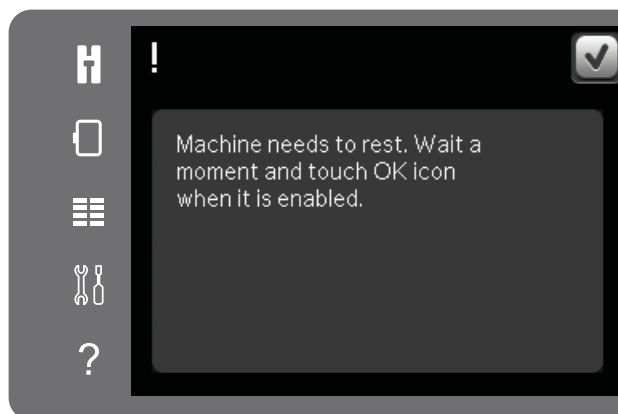 !
Machine needs to rest. Wait a
moment and touch OK icon
when it is enabled.
?